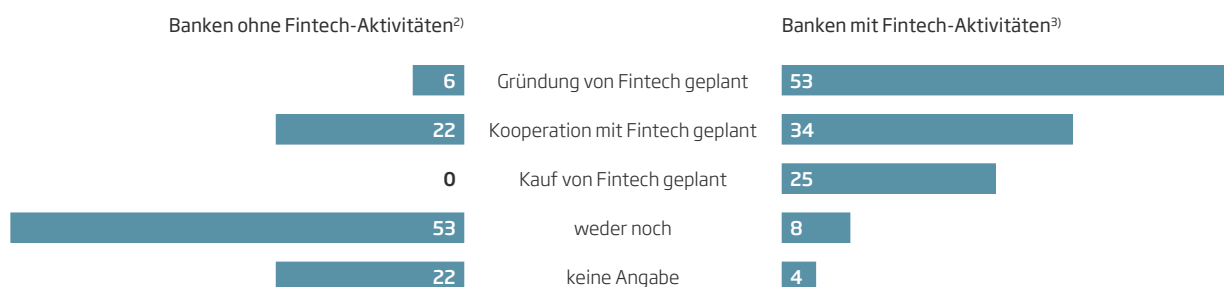 Banken ohne Fintech-Aktivitäten2) Banken mit Fintech-Aktivitäten3)
6 Gründung von Fintech geplant 53
22 Kooperation mit Fintech geplant 34
0 Kauf von Fintech geplant 25
53 weder noch 8
22 keine Angabe 4